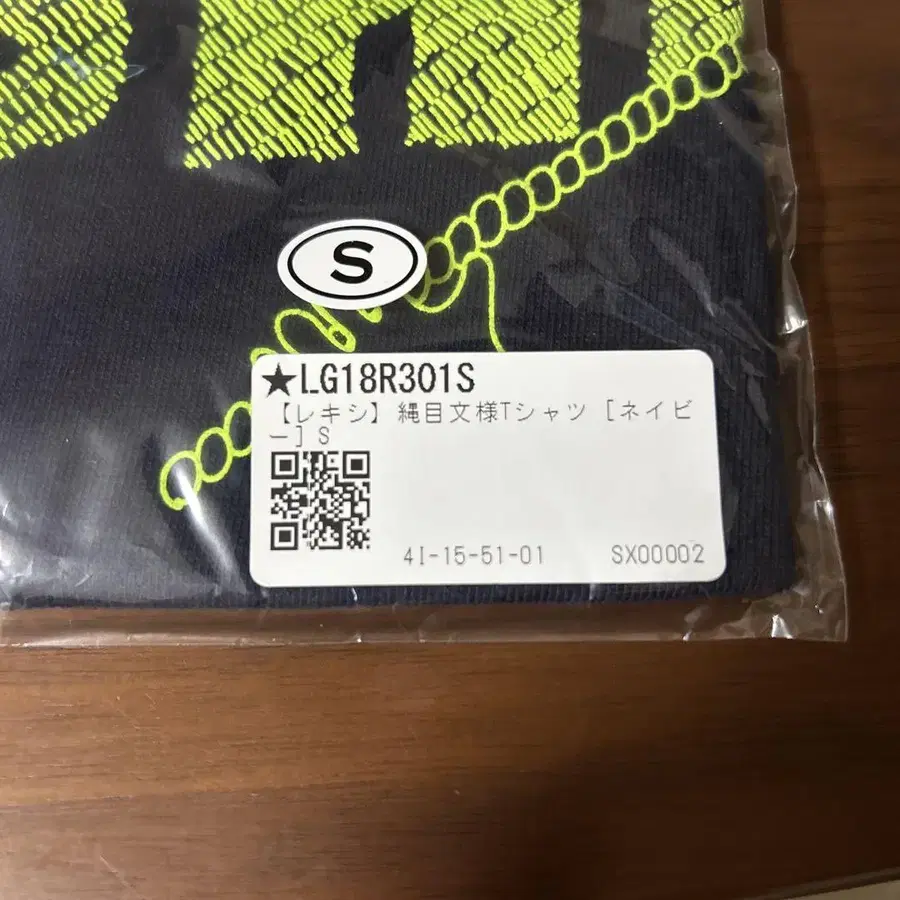 S
★LG18R301S
【レキシ】縄目文様Tシャツ [ネイビ
ー] S
4I-15-51-01 SX00002